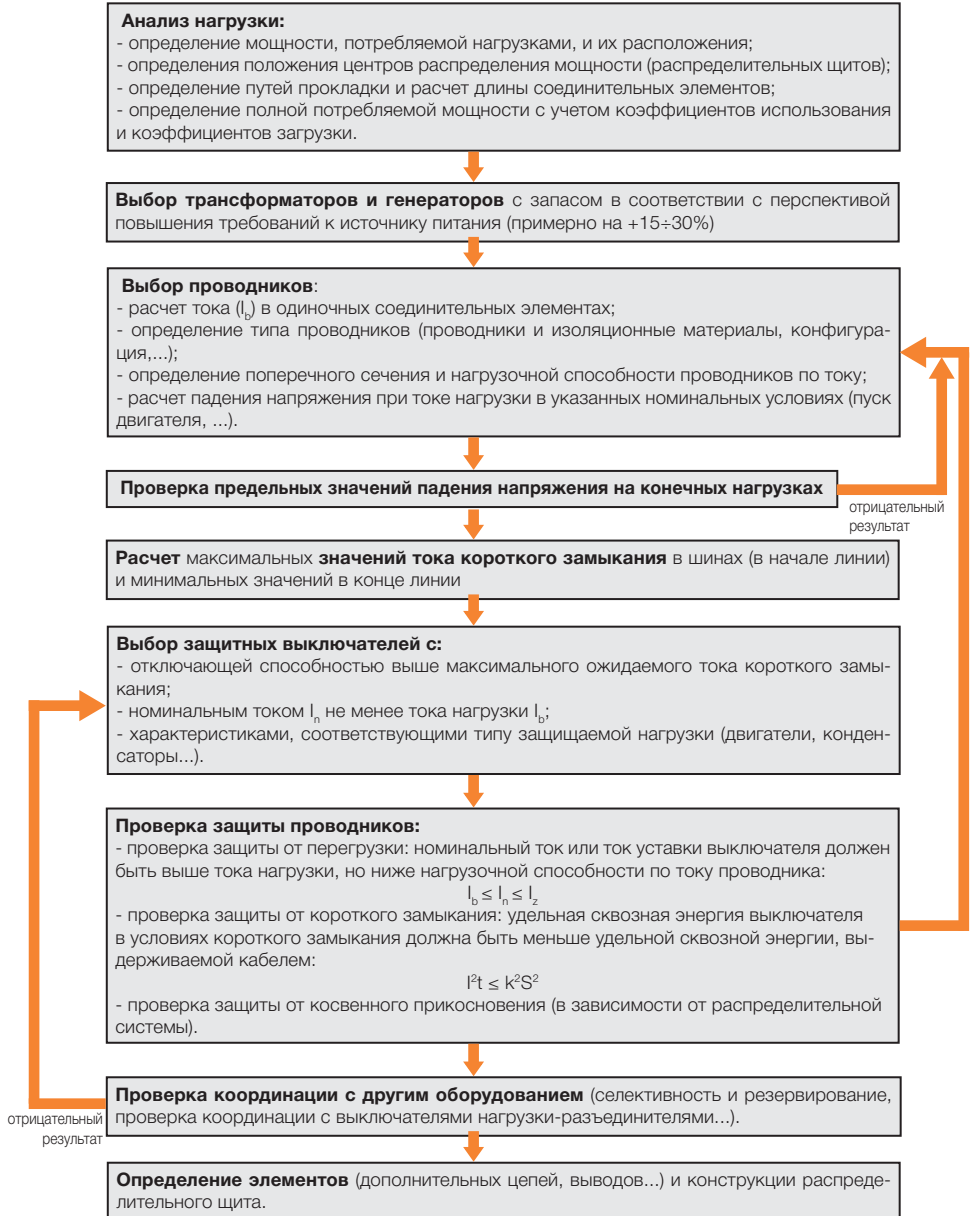 Анализ нагрузки:
- определение мощности, потребляемой нагрузками, и их расположения;
- определения положения центров распределения мощности (распределительных щитов);
- определение путей прокладки и расчет длины соединительных элементов;
- определение полной потребляемой мощности с учетом коэффициентов использования
и коэффициентов загрузки.
Выбор трансформаторов и генераторов с запасом в соответствии с перспективой
повышения требований к источнику питания (примерно на +15÷30%)
Выбор проводников:
- расчет тока (I_b) в одиночных соединительных элементах;
- определение типа проводников (проводники и изоляционные материалы, конфигура-
ция,...);
- определение поперечного сечения и нагрузочной способности проводников по току;
- расчет падения напряжения при токе нагрузки в указанных номинальных условиях (пуск
двигателя, ...).
Проверка предельных значений падения напряжения на конечных нагрузках
отрицательный
результат
Расчет максимальных значений тока короткого замыкания в шинах (в начале линии)
и минимальных значений в конце линии
Выбор защитных выключателей с:
- отключающей способностью выше максимального ожидаемого тока короткого замы-
кания;
- номинальным током I_n не менее тока нагрузки I_b;
- характеристиками, соответствующими типу защищаемой нагрузки (двигатели, конден-
саторы...).
Проверка защиты проводников:
- проверка защиты от перегрузки: номинальный ток или ток уставки выключателя должен
быть выше тока нагрузки, но ниже нагрузочной способности по току проводника:
I_b ≤ I_n ≤ I_z
- проверка защиты от короткого замыкания: удельная сквозная энергия выключателя
в условиях короткого замыкания должна быть меньше удельной сквозной энергии, вы-
держиваемой кабелем:
I²t ≤ k²S²
- проверка защиты от косвенного прикосновения (в зависимости от распределительной
системы).
Проверка координации с другим оборудованием (селективность и резервирование,
проверка координации с выключателями нагрузки-разъединителями...).
отрицательный
результат
Определение элементов (дополнительных цепей, выводов...) и конструкции распреде-
лительного щита.